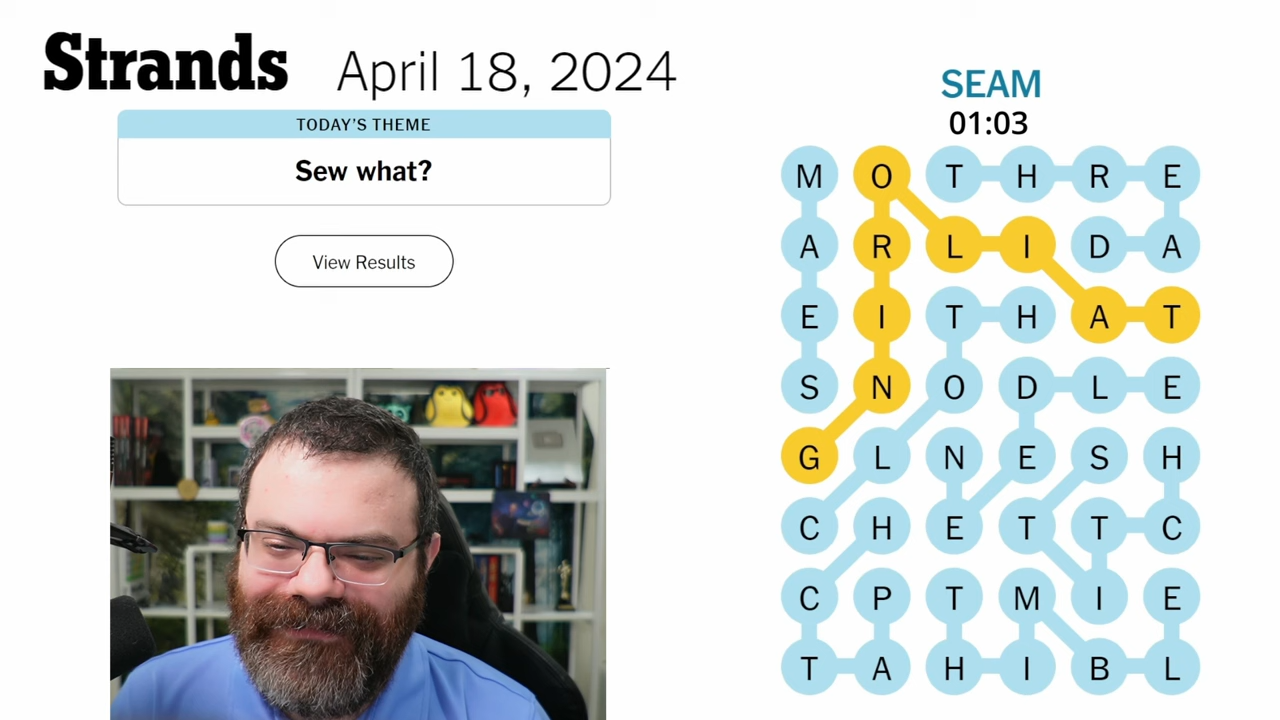 Strands April 18, 2024
TODAY'S THEME
Sew what?
View Results
SEAM
01:03
M O T H R E
A R L I D A
E I T H A T
S N O D L E
G L N E S H
C H E T T C
C P T M I E
T A H I B L